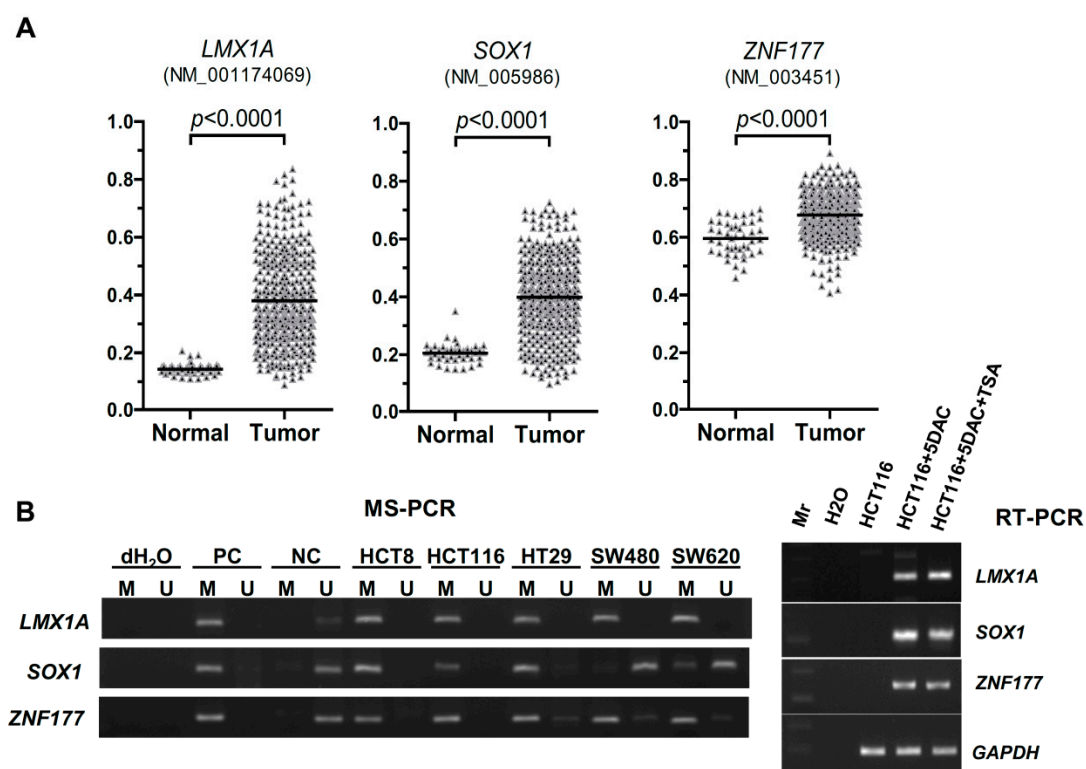 A
LMX1A
(NM_001174069)
SOX1
(NM_005986)
ZNF177
(NM_003451)
p<0.0001
p<0.0001
p<0.0001
1.0
0.8
0.6
0.4
0.2
0.0
Normal Tumor
1.0
0.8
0.6
0.4
0.2
0.0
Normal Tumor
1.0
0.8
0.6
0.4
0.2
0.0
Normal Tumor
B
MS-PCR
dH₂O PC NC HCT8 HCT116 HT29 SW480 SW620
M U M U M U M U M U M U M U M U
LMX1A
SOX1
ZNF177
Mr H2O HCT116 HCT116+5DAC HCT116+5DAC+TSA
RT-PCR
LMX1A
SOX1
ZNF177
GAPDH